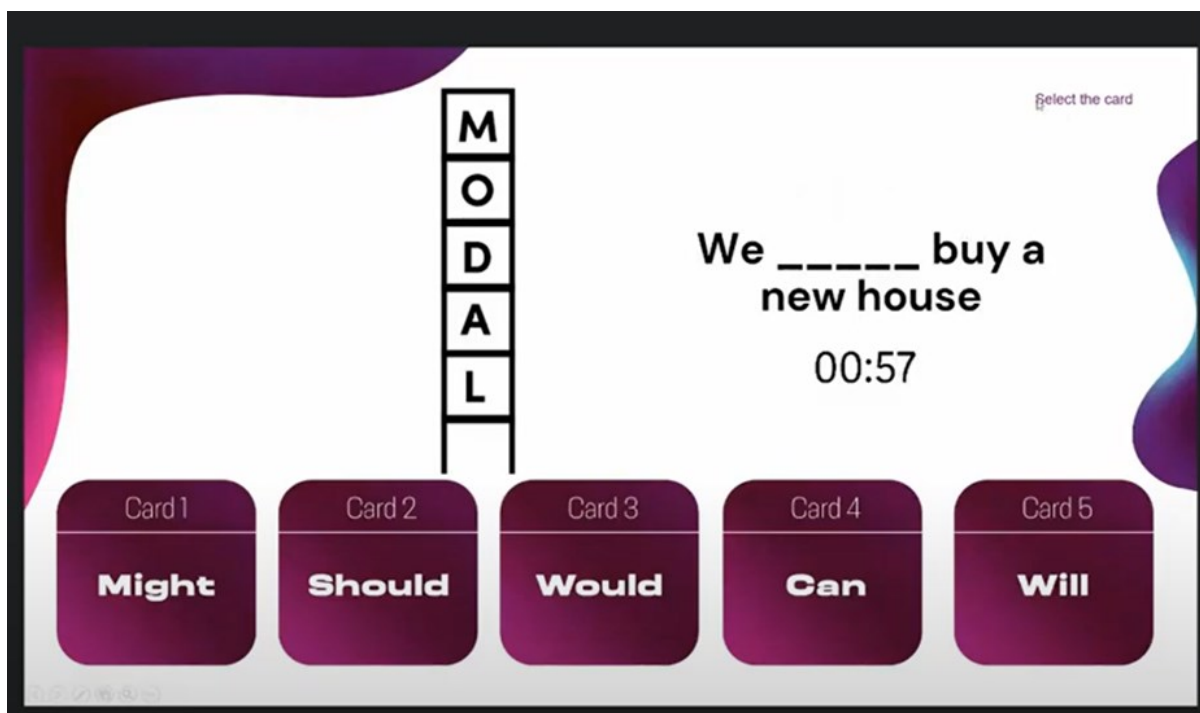 Select the card
M
O
D
A
L
We _____ buy a
new house
00:57
Card 1
Might
Card 2
Should
Card 3
Would
Card 4
Can
Card 5
Will